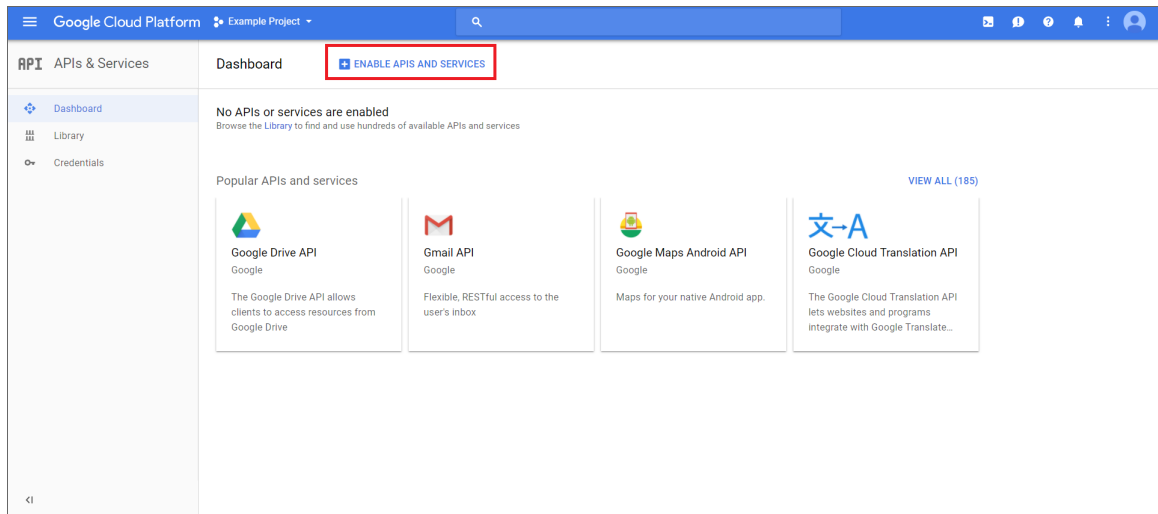 Google Cloud Platform
Example Project
API APIs & Services
Dashboard
ENABLE APIS AND SERVICES
Dashboard
Library
Credentials
No APIs or services are enabled
Browse the Library to find and use hundreds of available APIs and services
Popular APIs and services
VIEW ALL (185)
Google Drive API
Google
The Google Drive API allows
clients to access resources from
Google Drive
Gmail API
Google
Flexible, RESTful access to the
user's inbox
Google Maps Android API
Google
Maps for your native Android app.
文→A
Google Cloud Translation API
Google
The Google Cloud Translation API
lets websites and programs
integrate with Google Translate...